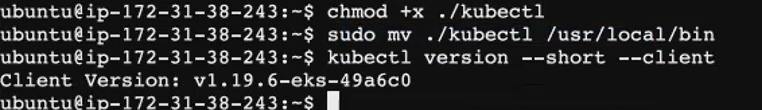 ubuntu@ip-172-31-38-243:~$ chmod +x ./kubectl
ubuntu@ip-172-31-38-243:~$ sudo mv ./kubectl /usr/local/bin
ubuntu@ip-172-31-38-243:~$ kubectl version --short --client
Client Version: v1.19.6-eks-49a6c0
ubuntu@ip-172-31-38-243:~$